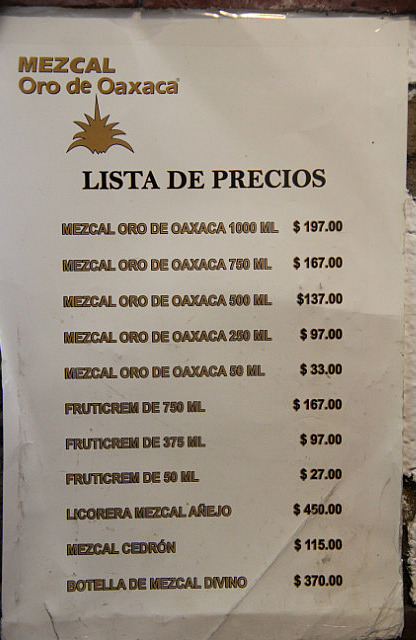 MEZCAL
Oro de Oaxaca
LISTA DE PRECIOS
MEZCAL ORO DE OAXACA 1000 ML $ 197.00
MEZCAL ORO DE OAXACA 750 ML $ 167.00
MEZCAL ORO DE OAXACA 500 ML $137.00
MEZCAL ORO DE OAXACA 250 ML $ 97.00
MEZCAL ORO DE OAXACA 50 ML $ 33.00
FRUTICREM DE 750 ML $ 167.00
FRUTICREM DE 375 ML $ 97.00
FRUTICREM DE 50 ML $ 27.00
LICORERA MEZCAL AÑEJO $ 450.00
MEZCAL CEDRÓN $ 115.00
BOTELLA DE MEZCAL DIVINO $ 370.00